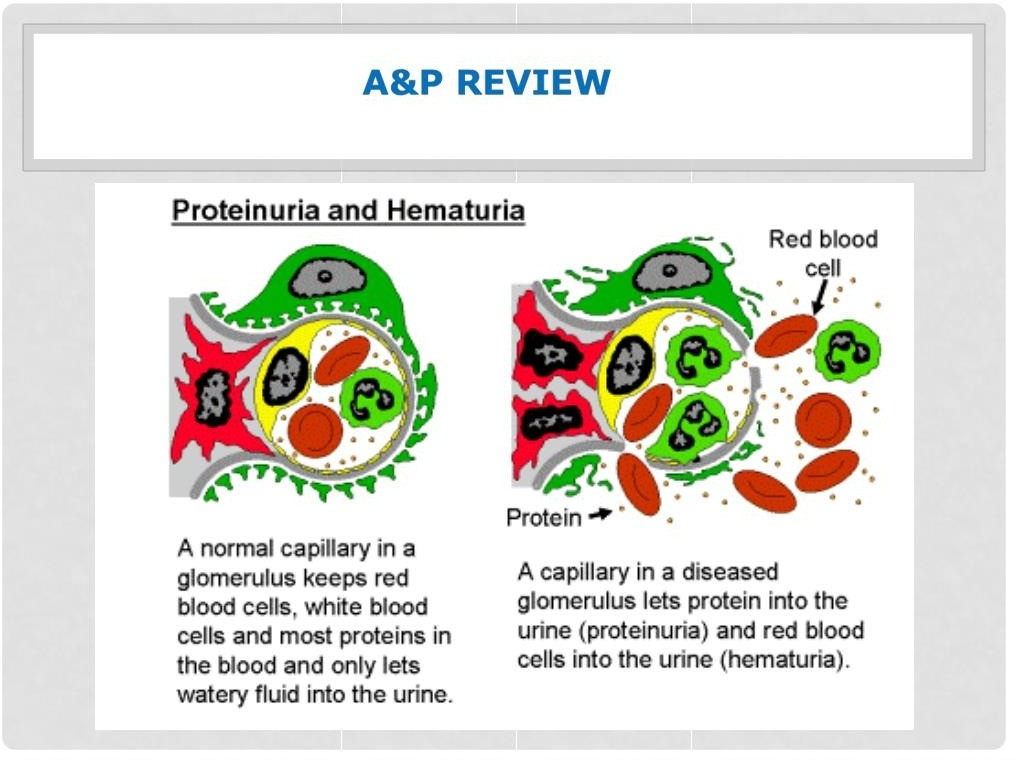 A&P REVIEW
Proteinuria and Hematuria
Red blood
cell
Protein
A normal capillary in a
glomerulus keeps red
blood cells, white blood
cells and most proteins in
the blood and only lets
watery fluid into the urine.
A capillary in a diseased
glomerulus lets protein into the
urine (proteinuria) and red blood
cells into the urine (hematuria).